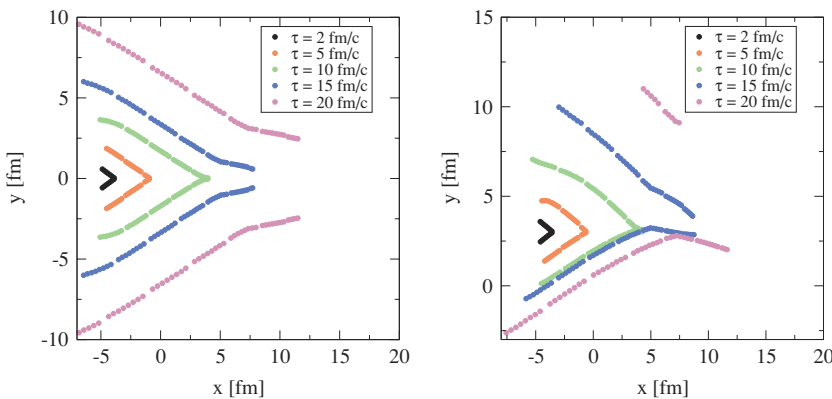 10
5
0
-5
-10
y [fm]
-5 0 5 10 15 20
x [fm]
τ = 2 fm/c
τ = 5 fm/c
τ = 10 fm/c
τ = 15 fm/c
τ = 20 fm/c
15
10
5
0
y [fm]
-5 0 5 10 15 20
x [fm]
τ = 2 fm/c
τ = 5 fm/c
τ = 10 fm/c
τ = 15 fm/c
τ = 20 fm/c